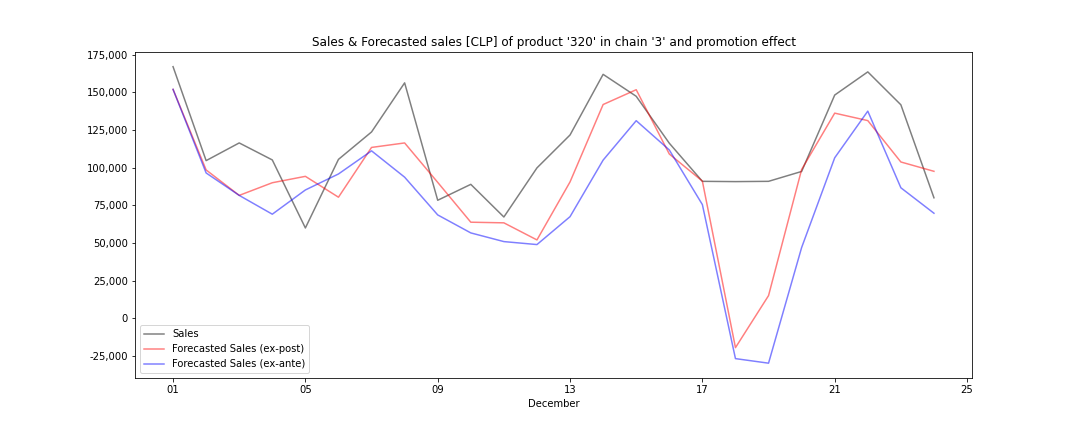 Sales & Forecasted sales [CLP] of product '320' in chain '3' and promotion effect
175,000
150,000
125,000
100,000
75,000
50,000
25,000
0
-25,000
Sales
Forecasted Sales (ex-post)
Forecasted Sales (ex-ante)
01 05 09 13 17 21 25
December